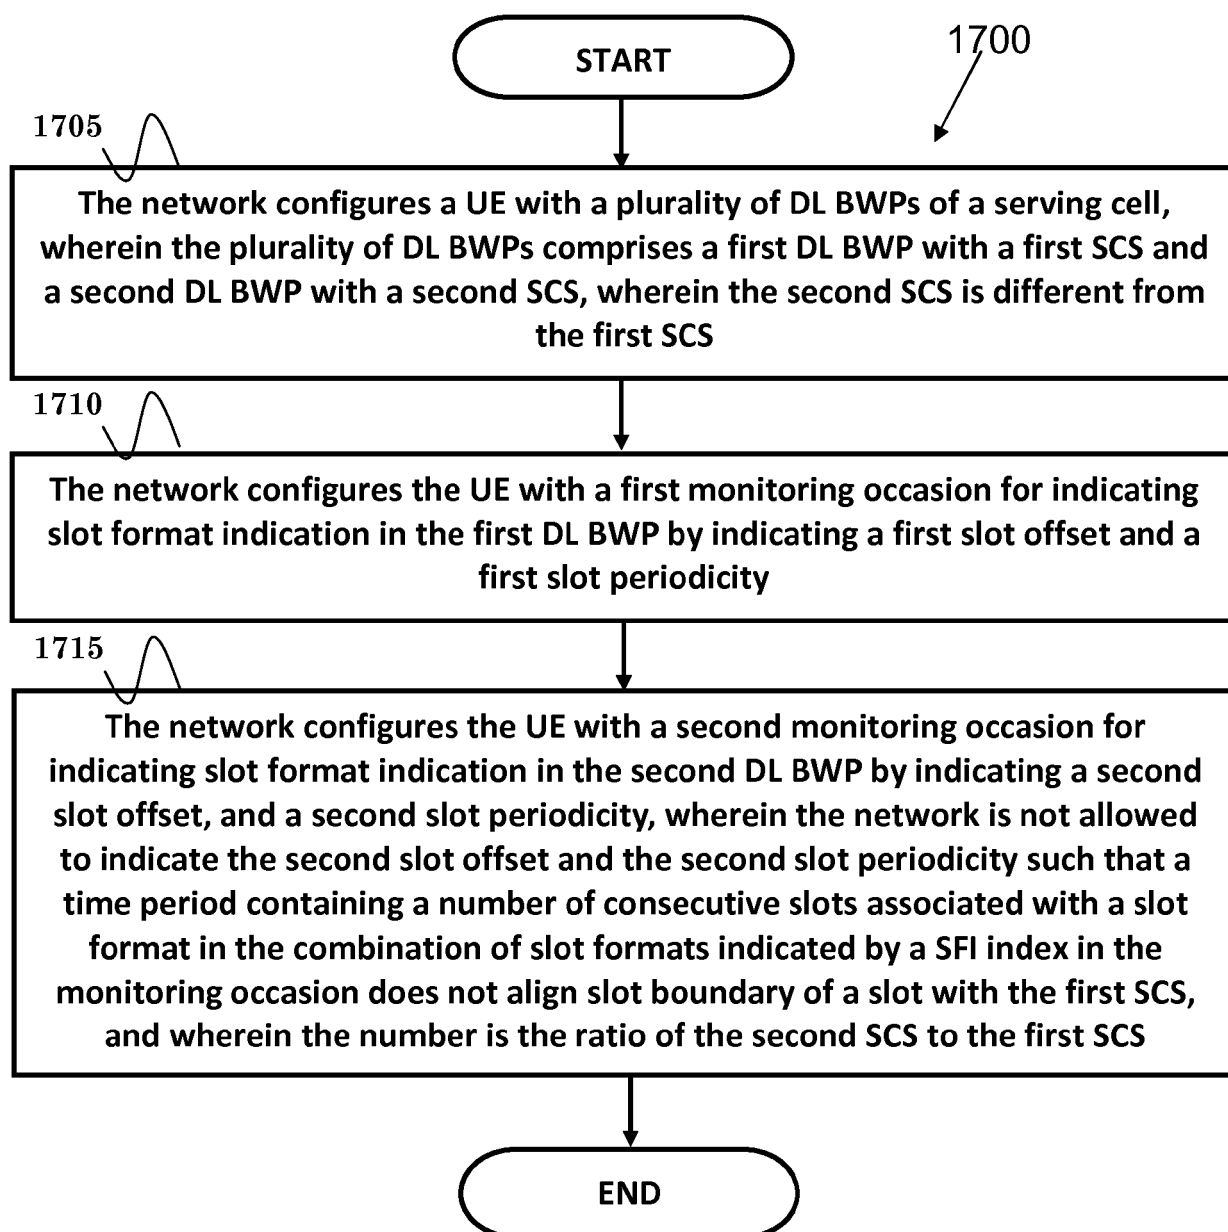 START
1700
1705
The network configures a UE with a plurality of DL BWPs of a serving cell,
wherein the plurality of DL BWPs comprises a first DL BWP with a first SCS and
a second DL BWP with a second SCS, wherein the second SCS is different from
the first SCS
1710
The network configures the UE with a first monitoring occasion for indicating
slot format indication in the first DL BWP by indicating a first slot offset and a
first slot periodicity
1715
The network configures the UE with a second monitoring occasion for
indicating slot format indication in the second DL BWP by indicating a second
slot offset, and a second slot periodicity, wherein the network is not allowed
to indicate the second slot offset and the second slot periodicity such that a
time period containing a number of consecutive slots associated with a slot
format in the combination of slot formats indicated by a SFI index in the
monitoring occasion does not align slot boundary of a slot with the first SCS,
and wherein the number is the ratio of the second SCS to the first SCS
END